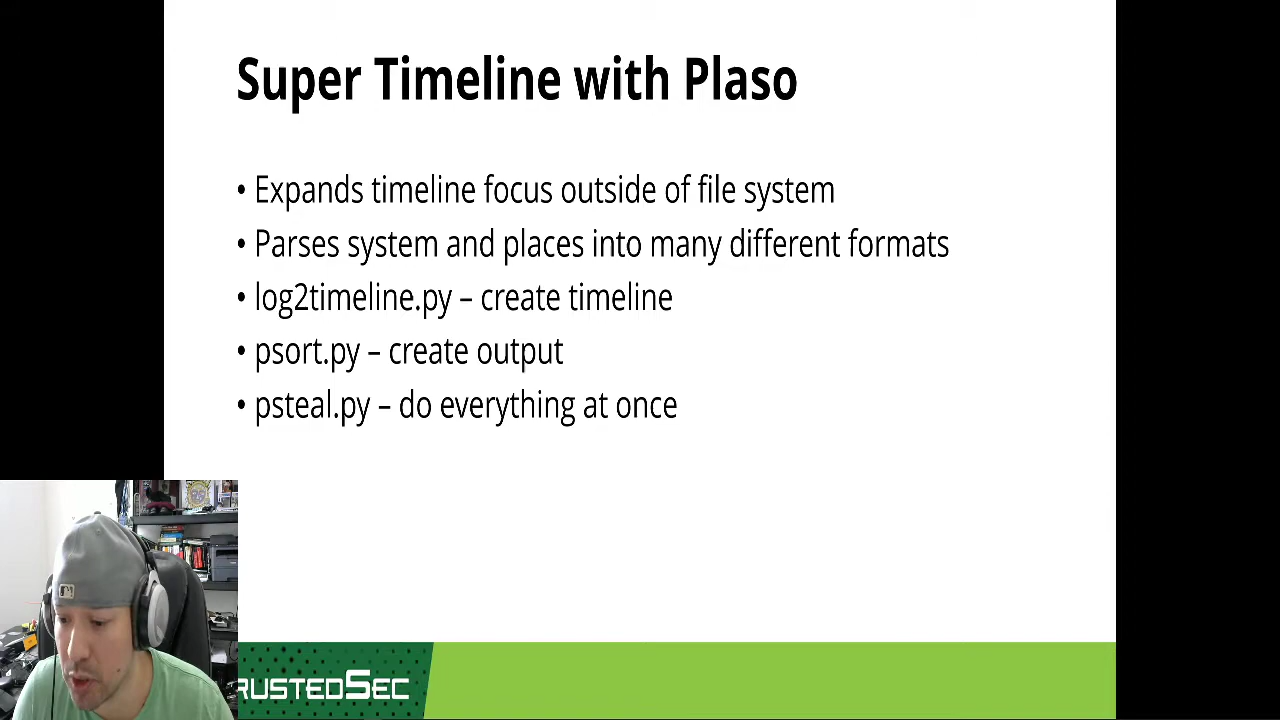 Super Timeline with Plaso
• Expands timeline focus outside of file system
• Parses system and places into many different formats
• log2timeline.py – create timeline
• psort.py – create output
• psteal.py – do everything at once
RUSTEDSEC